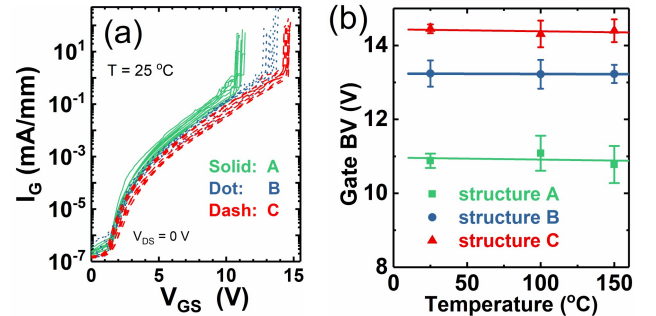 (a)
T = 25 °C
I_G (mA/mm)
10^1
10^-1
10^-3
10^-5
10^-7
Solid: A
Dot: B
Dash: C
V_DS = 0 V
0 5 10 15
V_GS (V)
(b)
Gate BV (V)
14
12
10
8
structure A
structure B
structure C
0 50 100 150
Temperature (°C)